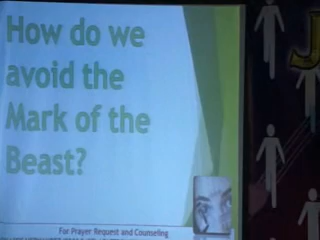 How do we
avoid the
Mark of the
Beast?
For Prayer Request and Counseling